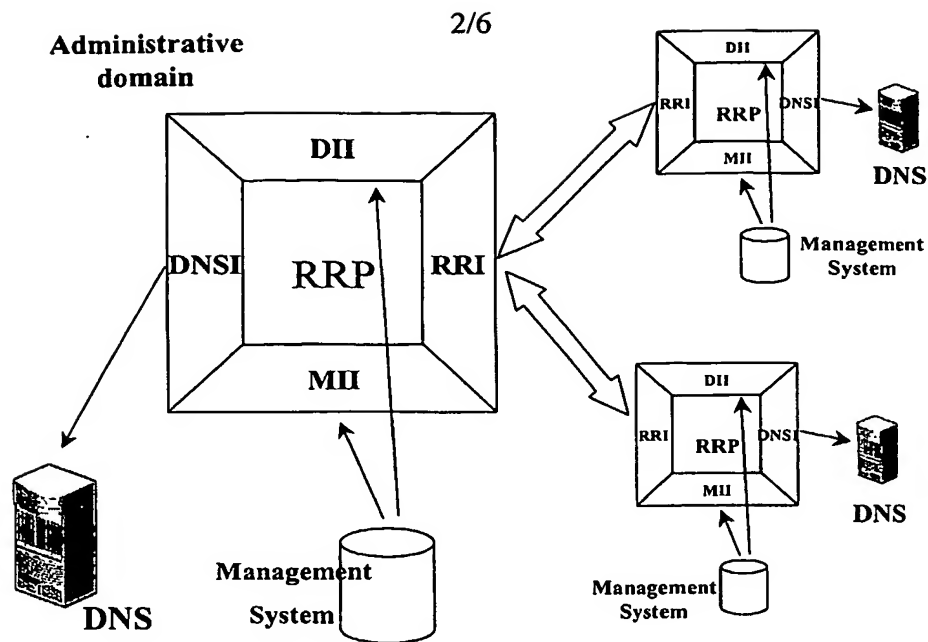 2/6
Administrative
domain
DII
DNSI
RRP
RRI
MII
DNS
Management
System
DII
RRI
RRP
DNSI
MII
DNS
Management
System
DII
RRI
RRP
DNSI
MII
DNS
Management
System